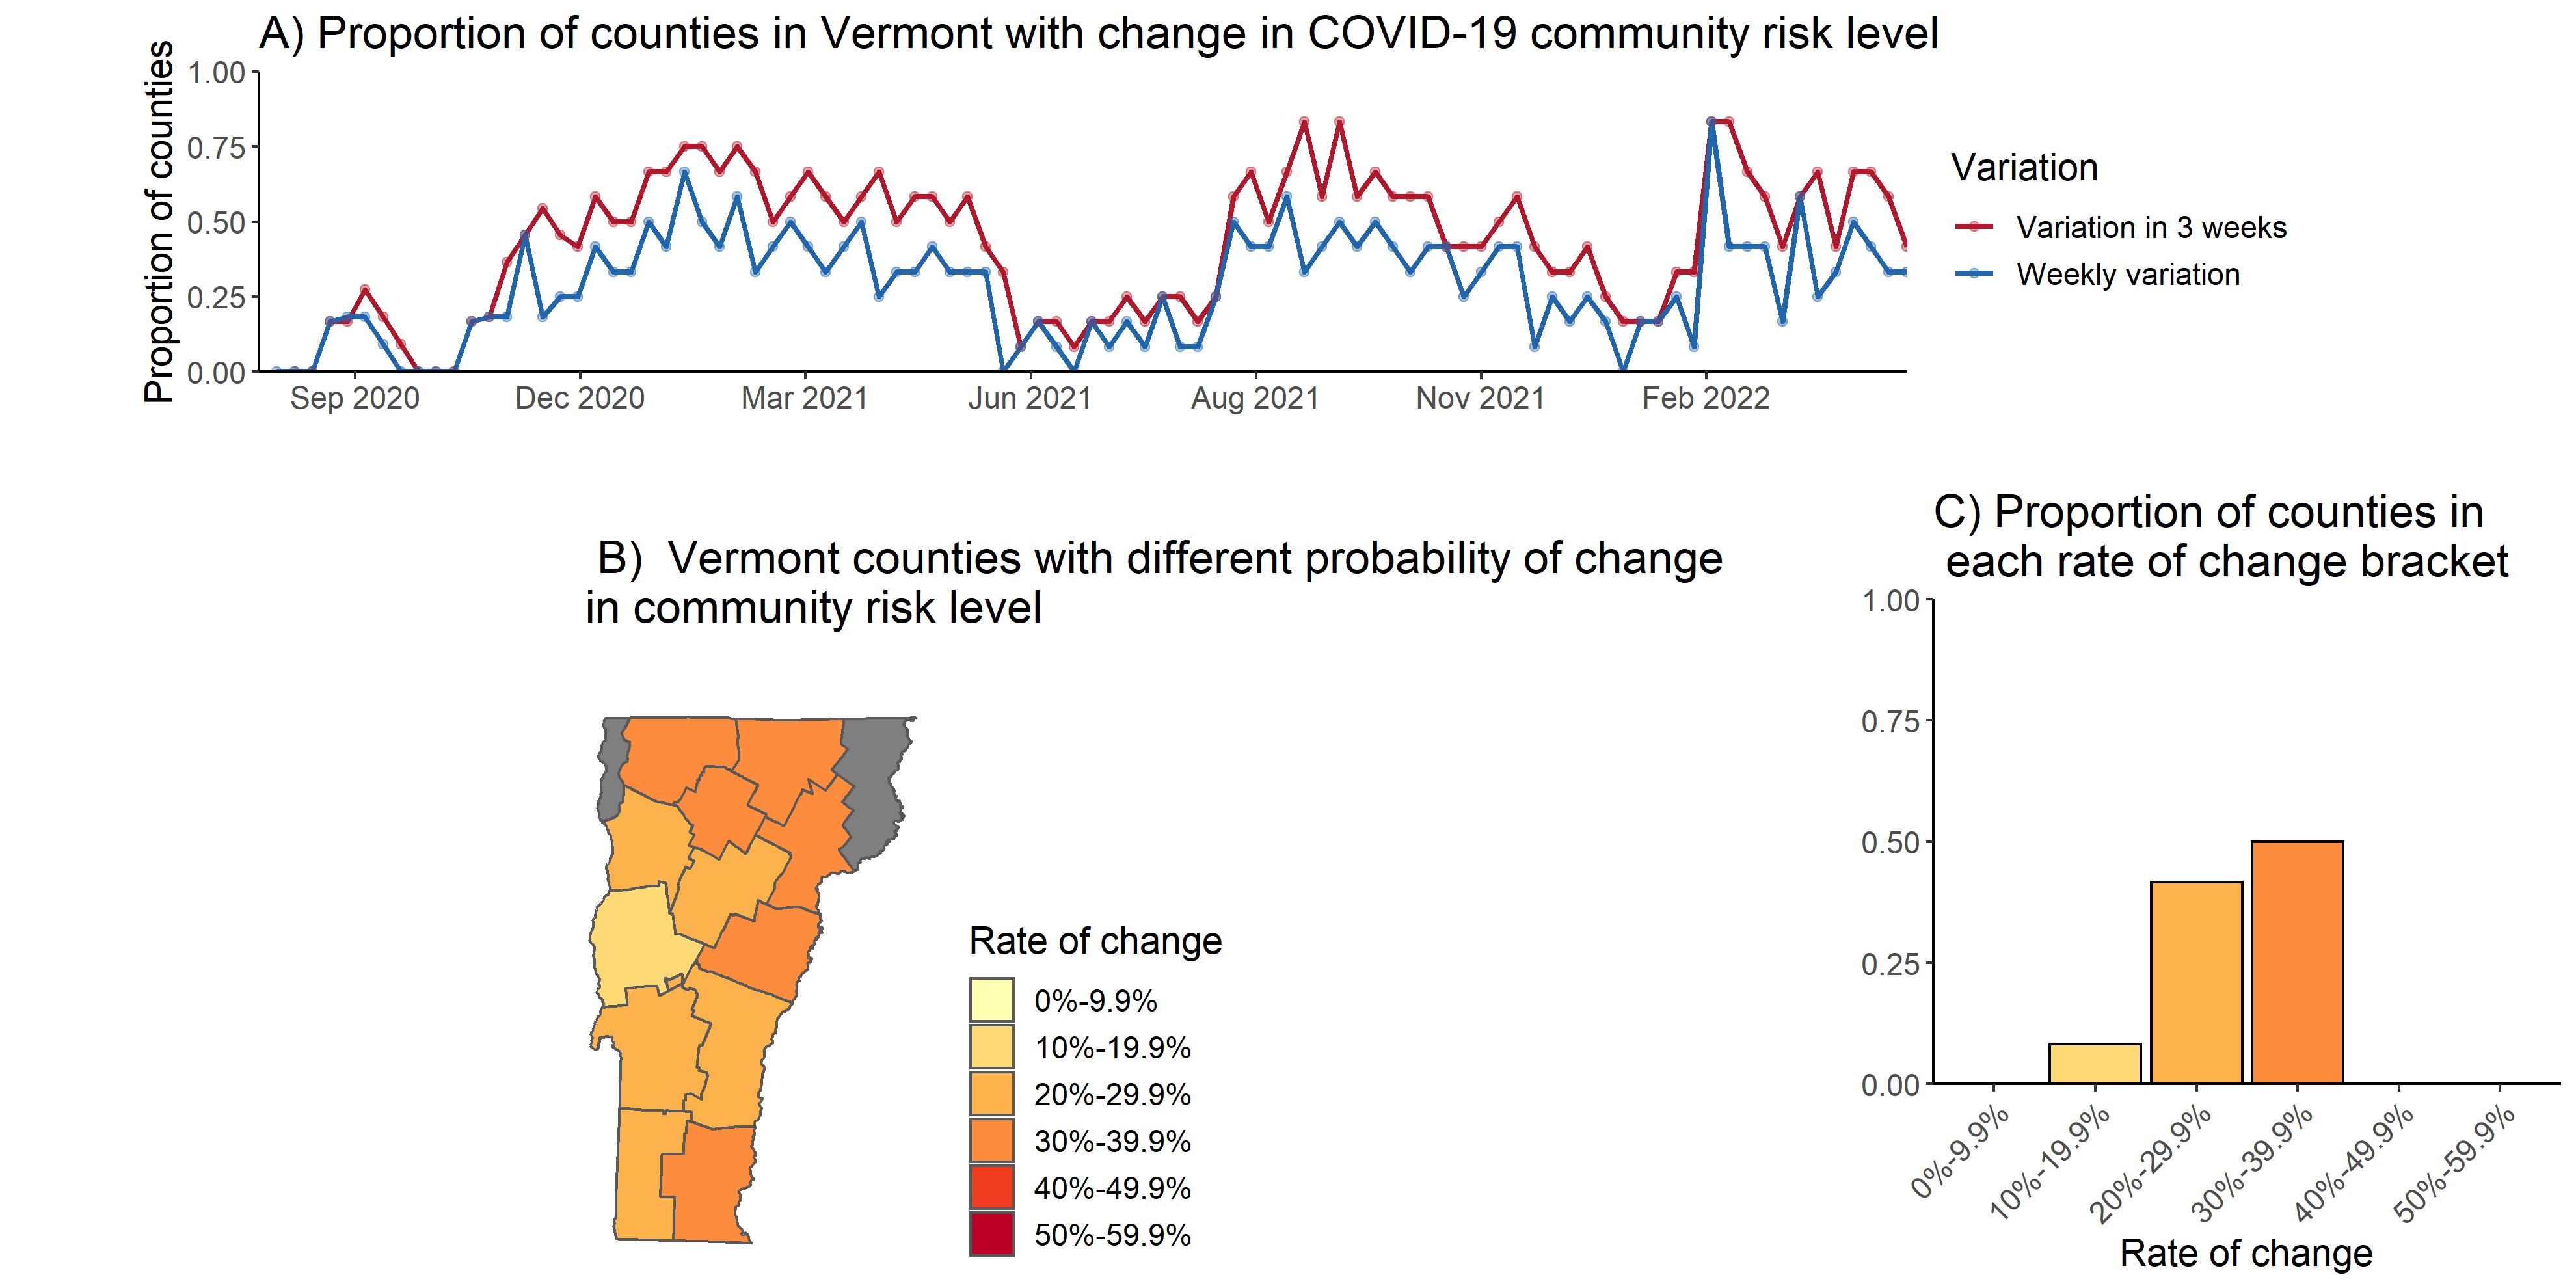 A) Proportion of counties in Vermont with change in COVID-19 community risk level
Proportion of counties
1.00
0.75
0.50
0.25
0.00
Sep 2020 Dec 2020 Mar 2021 Jun 2021 Aug 2021 Nov 2021 Feb 2022
Variation
Variation in 3 weeks
Weekly variation
B) Vermont counties with different probability of change
in community risk level
Rate of change
0%-9.9%
10%-19.9%
20%-29.9%
30%-39.9%
40%-49.9%
50%-59.9%
C) Proportion of counties in
each rate of change bracket
1.00
0.75
0.50
0.25
0.00
0%-9.9% 10%-19.9% 20%-29.9% 30%-39.9% 40%-49.9% 50%-59.9%
Rate of change